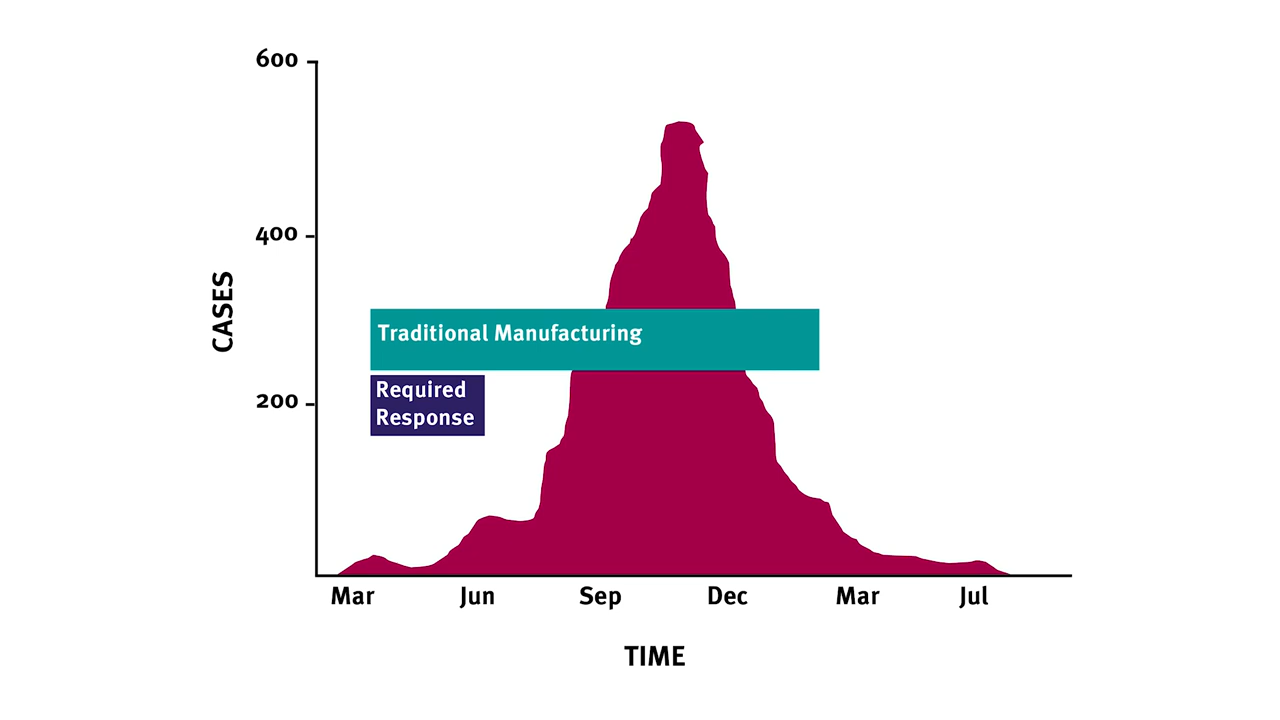 600
400
200
CASES
Traditional Manufacturing
Required
Response
Mar Jun Sep Dec Mar Jul
TIME